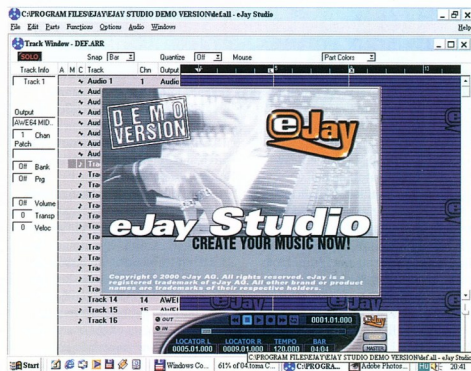 C:\PROGRAM FILES\EJAY\EJAY STUDIO DEMO VERSION\def.all - eJay Studio
File Edit Parts Functions Options Audio Windows Help
Track Window - DEF.ARR
SOLO Snap Bar Quantize Off Mouse Part Colors
Track Info A M C Track Chn Output
Track 1
Audio 1 1 Audio
Aud
Output
AWE64 MID..
1 Chan
Patch
Off Bank
Off Prg
Off Volume
0 Transp
0 Veloc
DEMO VERSION
eJay
eJay Studio
CREATE YOUR MUSIC NOW!
Copyright © 2000 eJay AG. All rights reserved. eJay is a
registered trademark of eJay AG. All other brand or product
names are trademarks of their respective holders.
Track 14 14 AWE
Track 15 15
Track 16
OUT
IN
0001.01.000
LOCATOR L LOCATOR R TEMPO BAR
0005.01.000 0009.01.000 120.000 04:04
MASTER
C:\PROGRAM FILES\EJAY\EJAY STUDIO DEMO VERSION\def.all - eJay Studio
Start
Windows Co...
61% of 04.toma C...
C:\PROGRA...
Adobe Photos...
20:41